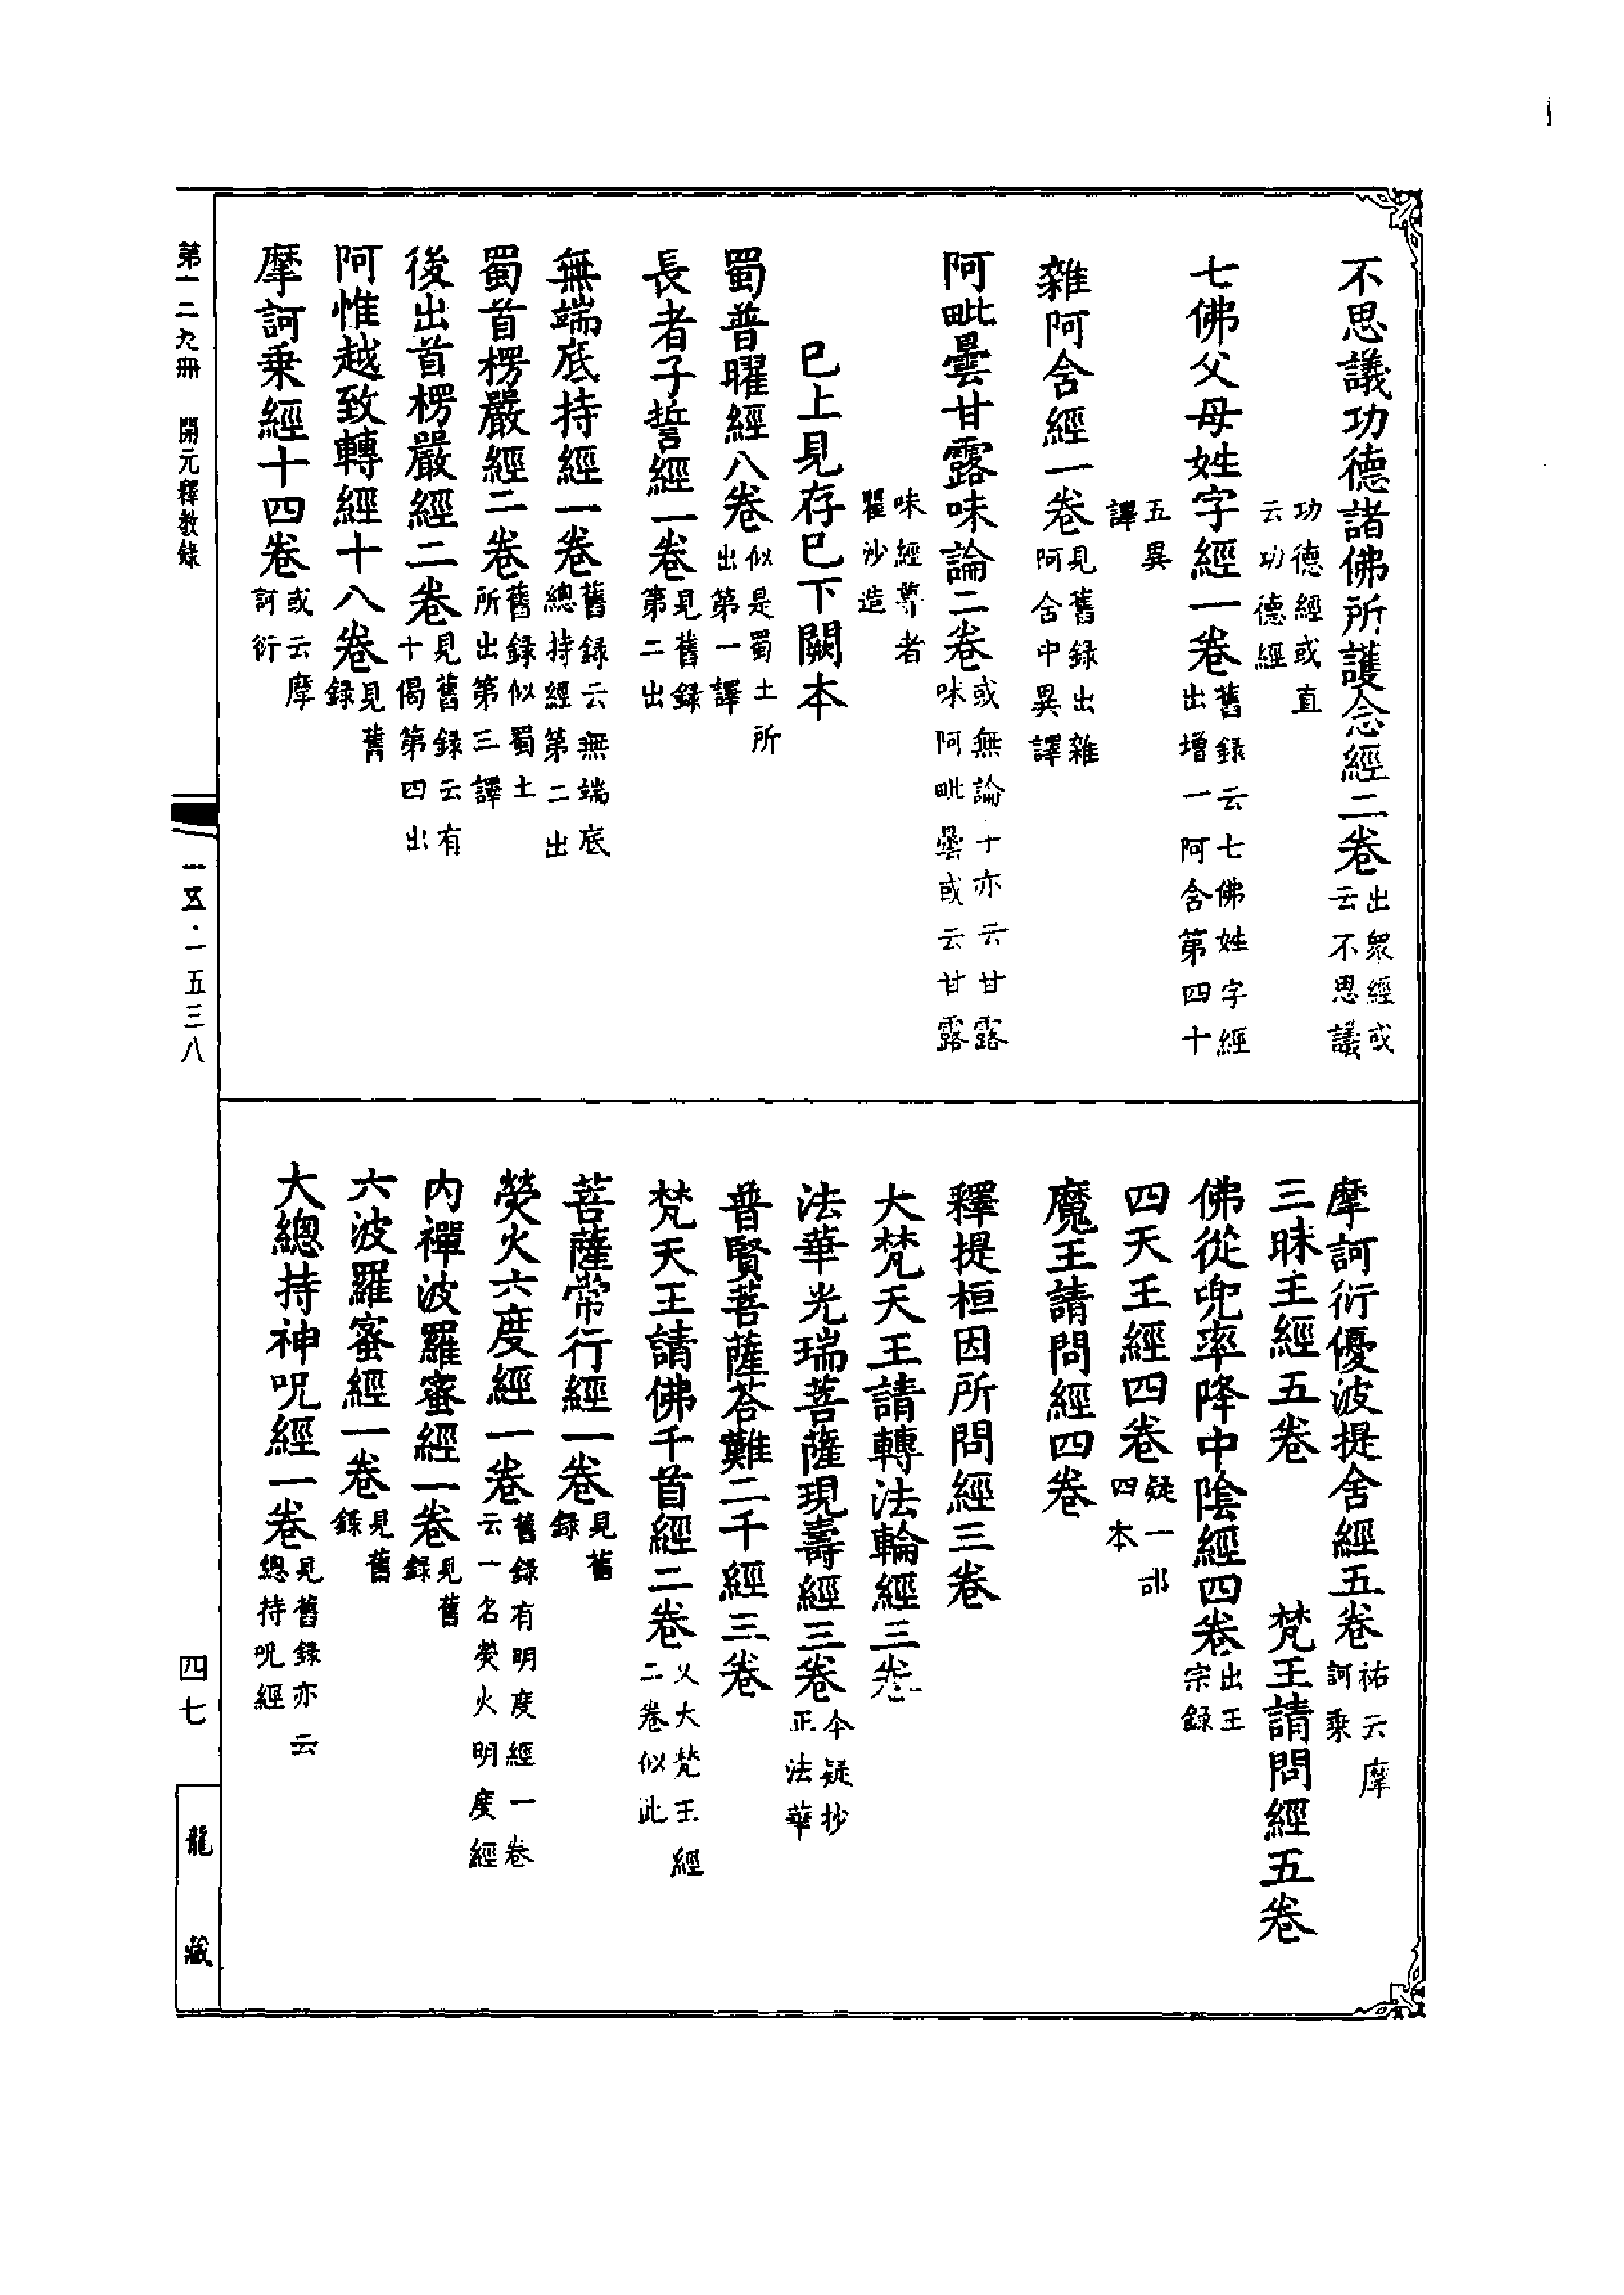 不思議功德諸佛所護念經二卷出眾經或云不思議
功德經或直云功德經
七佛父母姓字經一卷舊錄云七佛姓字經出增一阿含第四十
五異譯
雜阿含經一卷見舊錄出雜阿含中異譯
阿毗曇甘露味論二卷或無論十亦云甘露味阿毗曇或云甘露
味經尊者瞿沙造
已上見存已下闕本
蜀普曜經八卷似是蜀土所出第一譯
長者子誓經一卷見舊錄第二出
無端底持經一卷舊錄云無端底總持經第二出
蜀首楞嚴經二卷舊錄似蜀土所出第三譯
後出首楞嚴經二卷見舊錄云有十偈第四出
阿惟越致轉經十八卷見舊錄
摩訶乘經十四卷或云摩訶衍
摩訶衍優波提舍經五卷祐云摩訶乘
三昧王經五卷 梵王請問經五卷
佛從兜率降中陰經四卷出王宗錄
四天王經四卷疑一部四本
魔王請問經四卷
釋提桓因所問經三卷
大梵天王請轉法輪經三卷
法華光瑞菩薩現壽經三卷今疑抄正法華
普賢菩薩荅難二千經三卷
梵天王請佛千首經二卷乂大梵王經二卷似此
菩薩常行經一卷見舊錄
熒火六度經一卷舊錄有明度經一卷云一名熒火明度經
內禪波羅蜜經一卷見舊錄
六波羅蜜經一卷見舊錄
大總持神呪經一卷見舊錄亦云總持呪經
第一二九冊 開元釋教錄
一五·一五三八
四七
龍藏